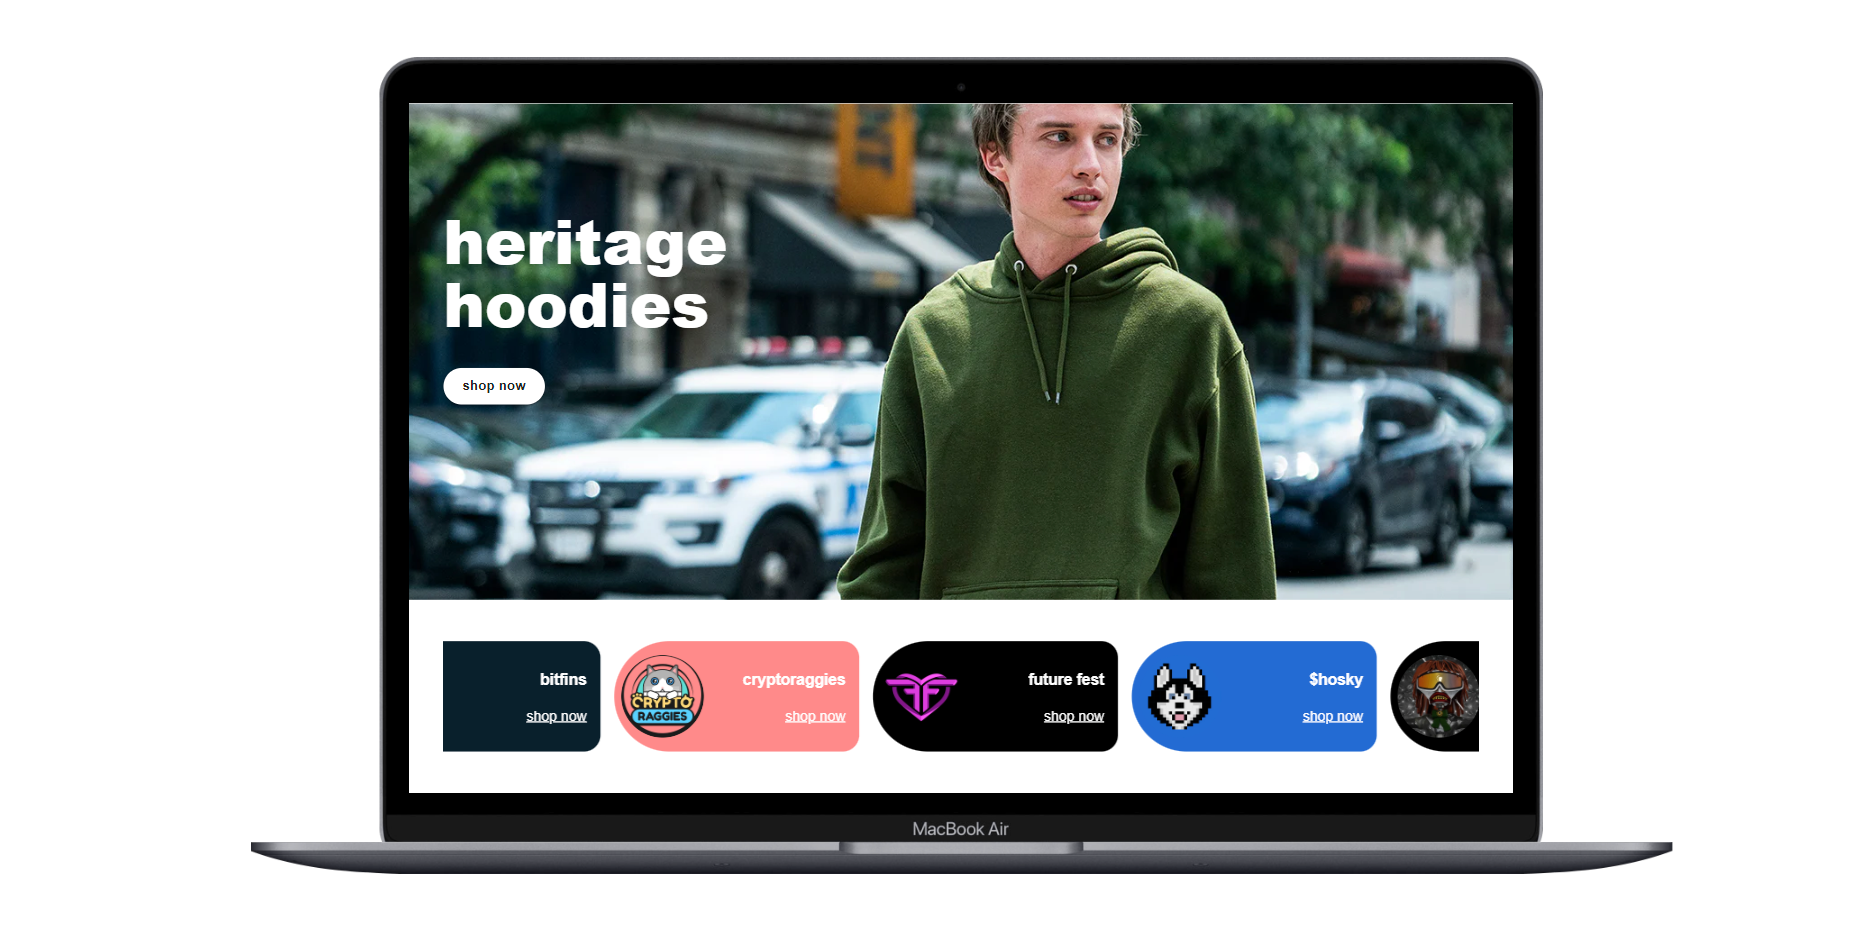 heritage
hoodies
shop now
bitfins
shop now
CRYPTO
RAGGIES
cryptoraggies
shop now
FF
future fest
shop now
$hosky
shop now
MacBook Air